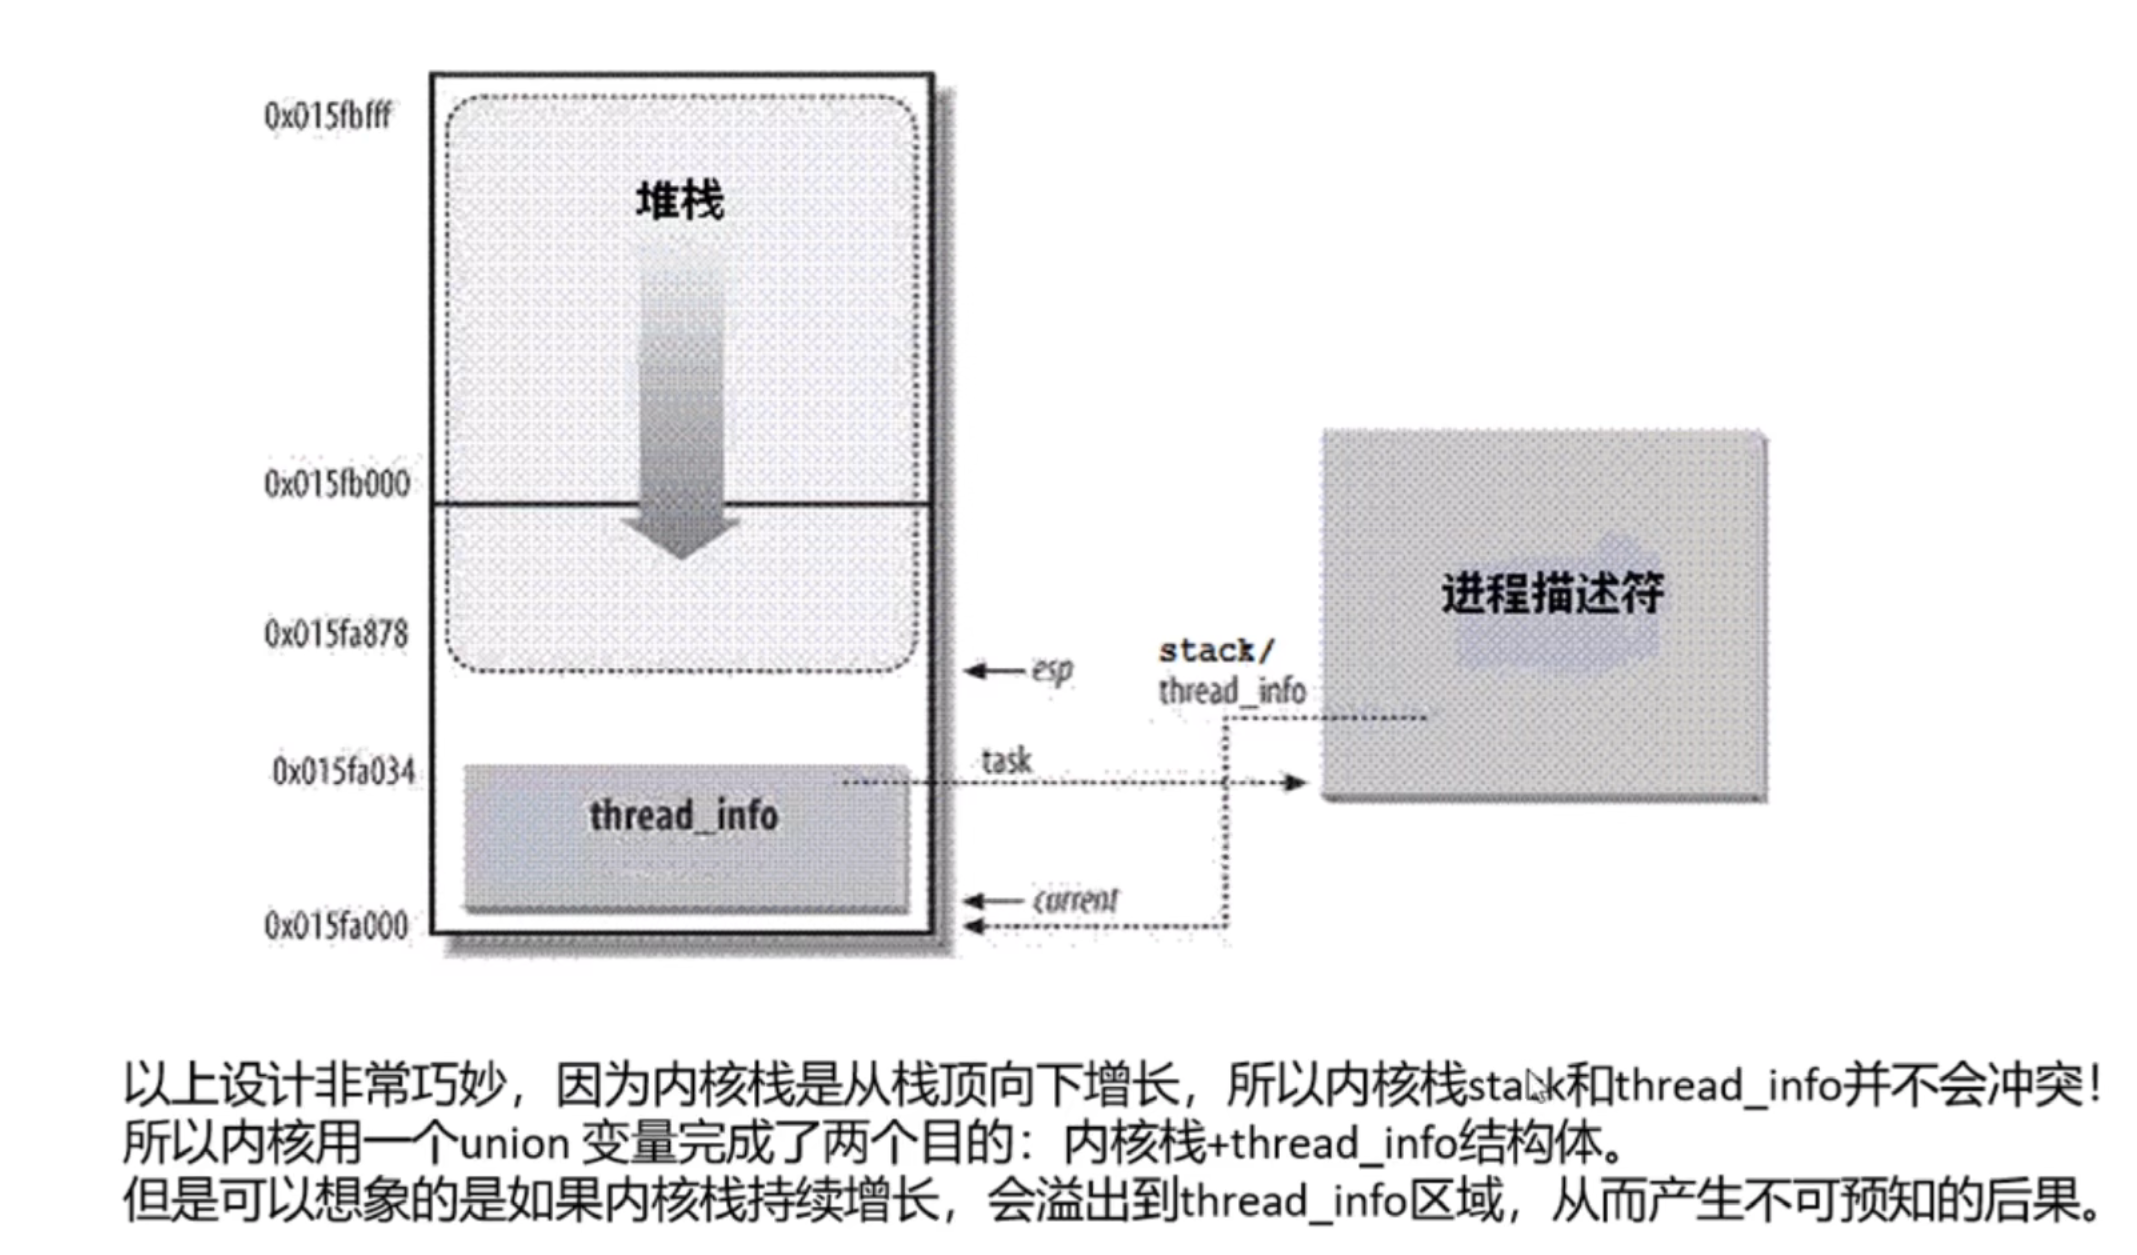 0x015fbfff
堆栈
0x015fb000
0x015fa878
esp
stack/
thread_info
进程描述符
0x015fa034
task
thread_info
current
0x015fa000
以上设计非常巧妙，因为内核栈是从栈顶向下增长，所以内核栈stack和thread_info并不会冲突！
所以内核用一个union 变量完成了两个目的：内核栈+thread_info结构体。
但是可以想象的是如果内核栈持续增长，会溢出到thread_info区域，从而产生不可预知的后果。